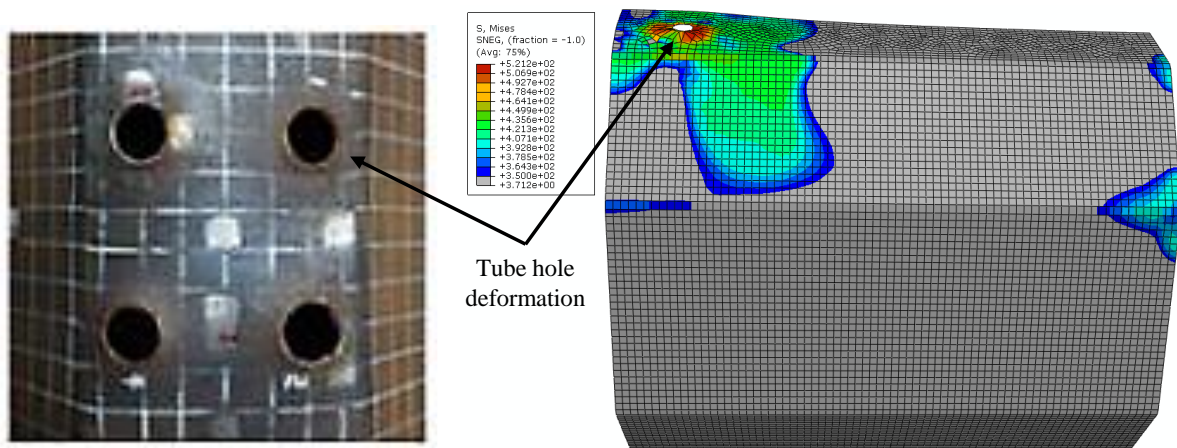 S, Mises
SNEG, (fraction = -1.0)
(Avg: 75%)
+5.212e+02
+5.069e+02
+4.927e+02
+4.784e+02
+4.641e+02
+4.499e+02
+4.356e+02
+4.213e+02
+4.071e+02
+3.928e+02
+3.785e+02
+3.643e+02
+3.500e+02
+3.712e+00
Tube hole
deformation